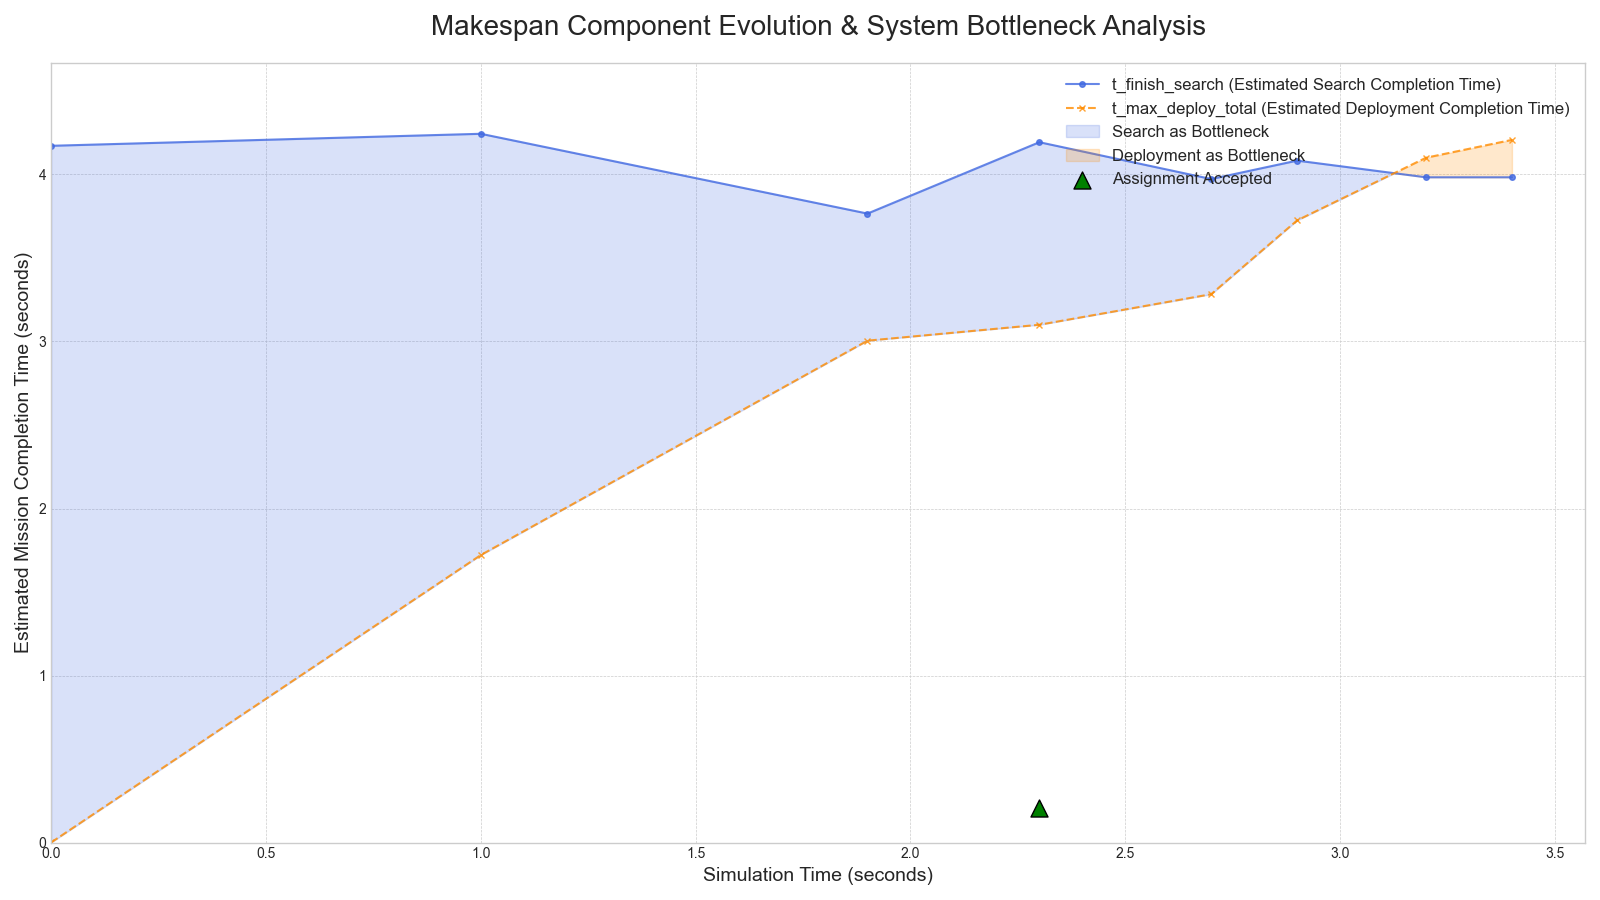 Makespan Component Evolution & System Bottleneck Analysis
t_finish_search (Estimated Search Completion Time)
t_max_deploy_total (Estimated Deployment Completion Time)
Search as Bottleneck
Deployment as Bottleneck
Assignment Accepted
Estimated Mission Completion Time (seconds)
4
3
2
1
0
0.0
0.5
1.0
1.5
2.0
2.5
3.0
3.5
Simulation Time (seconds)